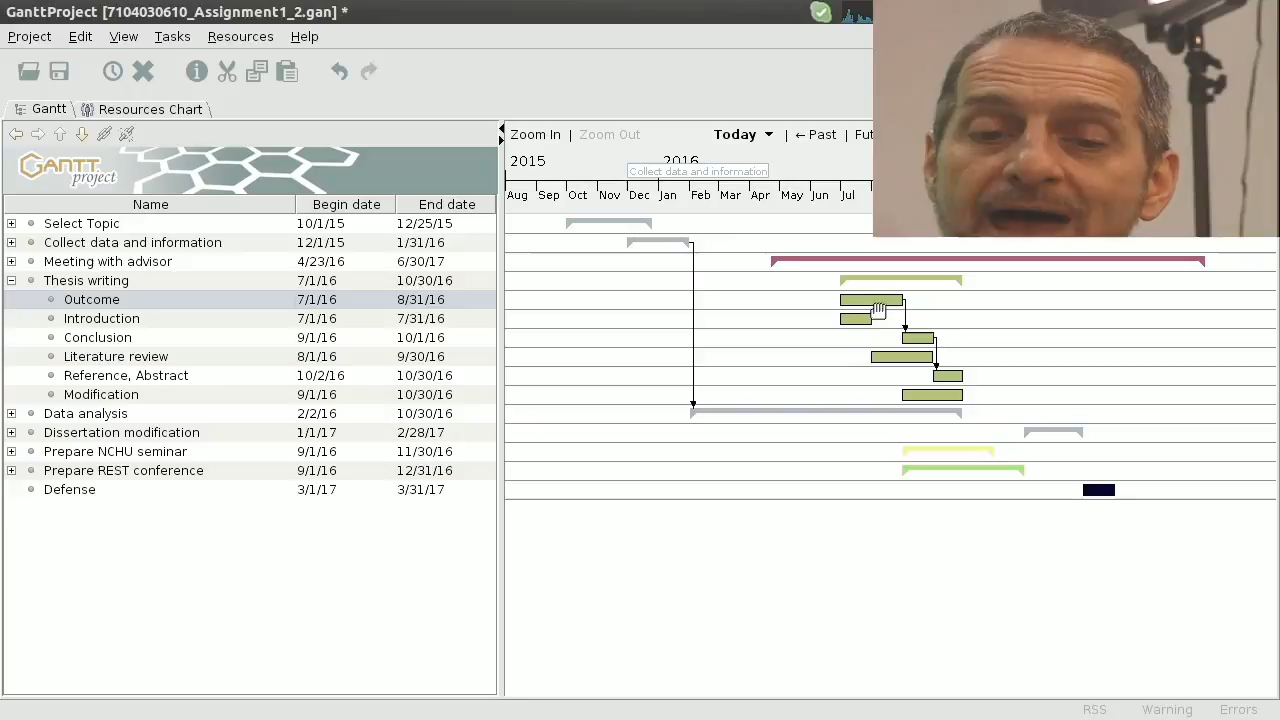 GanttProject [7104030610_Assignment1_2.gan] *
Project Edit View Tasks Resources Help
Gantt Resources Chart
Zoom In | Zoom Out Today | ← Past | Fut
GANTT project
2015 2016
Collect data and information
Aug Sep Oct Nov Dec Jan Feb Mar Apr May Jun Jul
Name Begin date End date
Select Topic 10/1/15 12/25/15
Collect data and information 12/1/15 1/31/16
Meeting with advisor 4/23/16 6/30/17
Thesis writing 7/1/16 10/30/16
Outcome 7/1/16 8/31/16
Introduction 7/1/16 7/31/16
Conclusion 9/1/16 10/1/16
Literature review 8/1/16 9/30/16
Reference, Abstract 10/2/16 10/30/16
Modification 9/1/16 10/30/16
Data analysis 2/2/16 10/30/16
Dissertation modification 1/1/17 2/28/17
Prepare NCHU seminar 9/1/16 11/30/16
Prepare REST conference 9/1/16 12/31/16
Defense 3/1/17 3/31/17
RSS Warning Errors